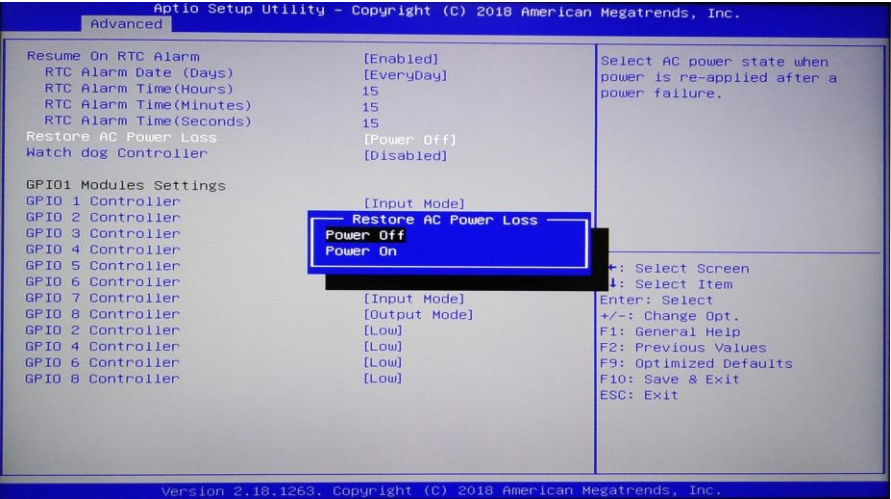 Aptio Setup Utility – Copyright (C) 2018 American Megatrends, Inc.
Advanced
Resume On RTC Alarm [Enabled]
RTC Alarm Date (Days) [EveryDay]
RTC Alarm Time(Hours) 15
RTC Alarm Time(Minutes) 15
RTC Alarm Time(Seconds) 15
Restore AC Power Loss [Power Off]
Watch dog Controller [Disabled]
GPIO1 Modules Settings
GPIO 1 Controller [Input Mode]
GPIO 2 Controller
GPIO 3 Controller
GPIO 4 Controller
GPIO 5 Controller
GPIO 6 Controller
GPIO 7 Controller [Input Mode]
GPIO 8 Controller [Output Mode]
GPIO 2 Controller [Low]
GPIO 4 Controller [Low]
GPIO 6 Controller [Low]
GPIO 8 Controller [Low]
Restore AC Power Loss
Power Off
Power On
Select AC power state when
power is re-applied after a
power failure.
←: Select Screen
↓: Select Item
Enter: Select
+/-: Change Opt.
F1: General Help
F2: Previous Values
F9: Optimized Defaults
F10: Save & Exit
ESC: Exit
Version 2.18.1263. Copyright (C) 2018 American Megatrends, Inc.